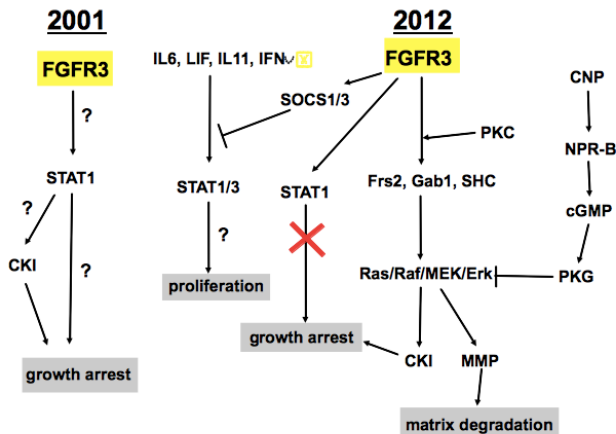 2001
FGFR3
?
STAT1
?
?
CKI
growth arrest
2012
IL6, LIF, IL11, IFN
FGFR3
SOCS1/3
PKC
CNP
NPR-B
cGMP
PKG
STAT1/3
STAT1
Frs2, Gab1, SHC
?
Ras/Raf/MEK/Erk
proliferation
growth arrest
CKI
MMP
matrix degradation